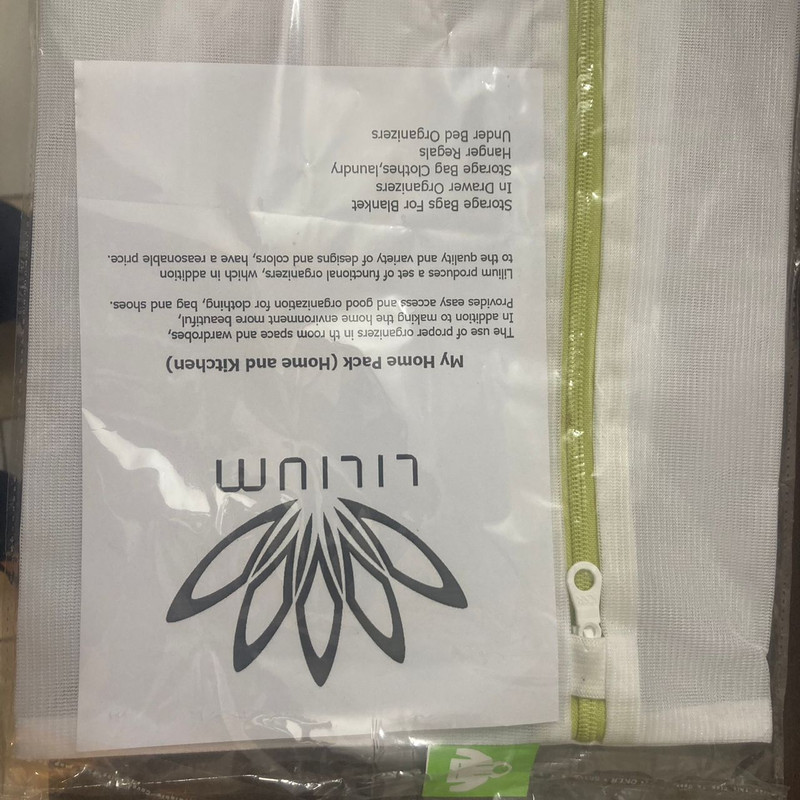 LILIUM
My Home Pack (Home and Kitchen)
The use of proper organizers in th room space and wardrobes,
In addition to making the home environment more beautiful,
Provides easy access and good organization for clothing, bag and shoes.
Lilium produces a set of functional organizers, which in addition
to the quality and variety of designs and colors, have a reasonable price.
Storage Bags For Blanket
In Drawer Organizers
Storage Bag Clothes,laundry
Hanger Regals
Under Bed Organizers